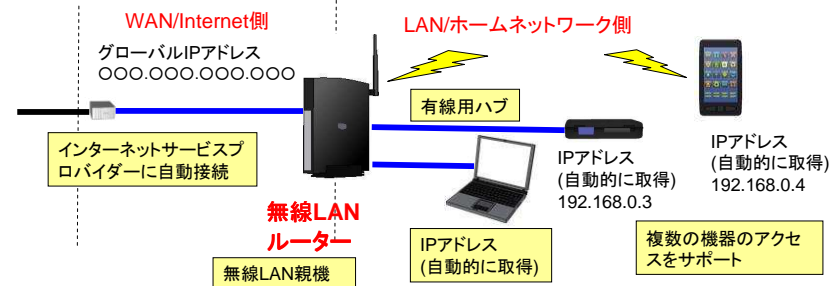 WAN/Internet側
LAN/ホームネットワーク側
グローバルIPアドレス
○○○.○○○.○○○.○○○
有線用ハブ
インターネットサービスプ
ロバイダーに自動接続
IPアドレス
(自動的に取得)
192.168.0.3
IPアドレス
(自動的に取得)
192.168.0.4
無線LAN
ルーター
無線LAN親機
IPアドレス
(自動的に取得)
複数の機器のアクセ
スをサポート